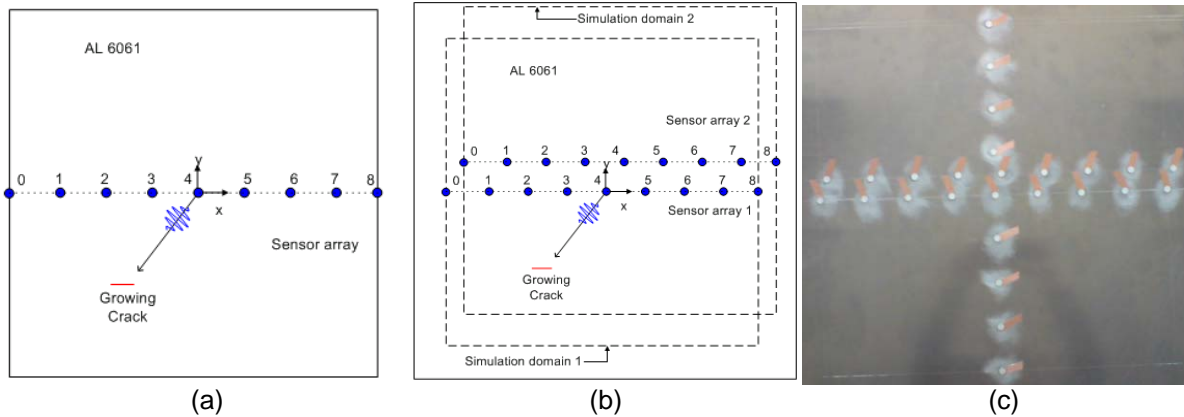 AL 6061
y
0 1 2 3 4 5 6 7 8
x
Sensor array
Growing
Crack
(a)
Simulation domain 2
AL 6061
Sensor array 2
0 1 2 3 4 5 6 7 8
y
0 1 2 3 4 5 6 7 8
x
Sensor array 1
Growing
Crack
Simulation domain 1
(b)
(c)